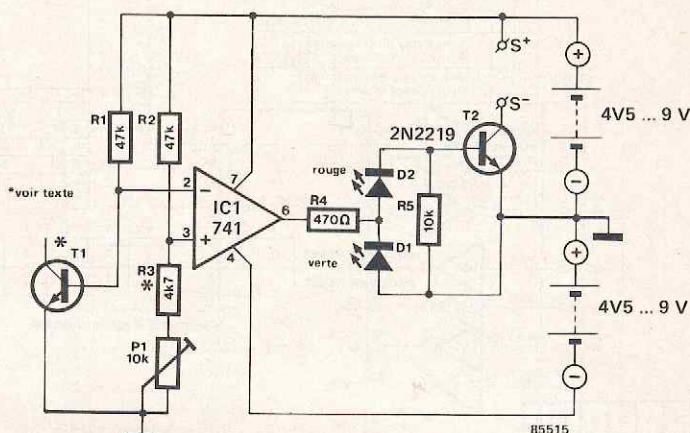 S+
S-
R1
47k
R2
47k
T2
2N2219
4V5 ... 9 V
*voir texte
2
7
IC1
741
3
4
6
R4
470Ω
rouge
D2
R5
10k
D1
verte
*
T1
R3
*
4k7
P1
10k
4V5 ... 9 V
85515